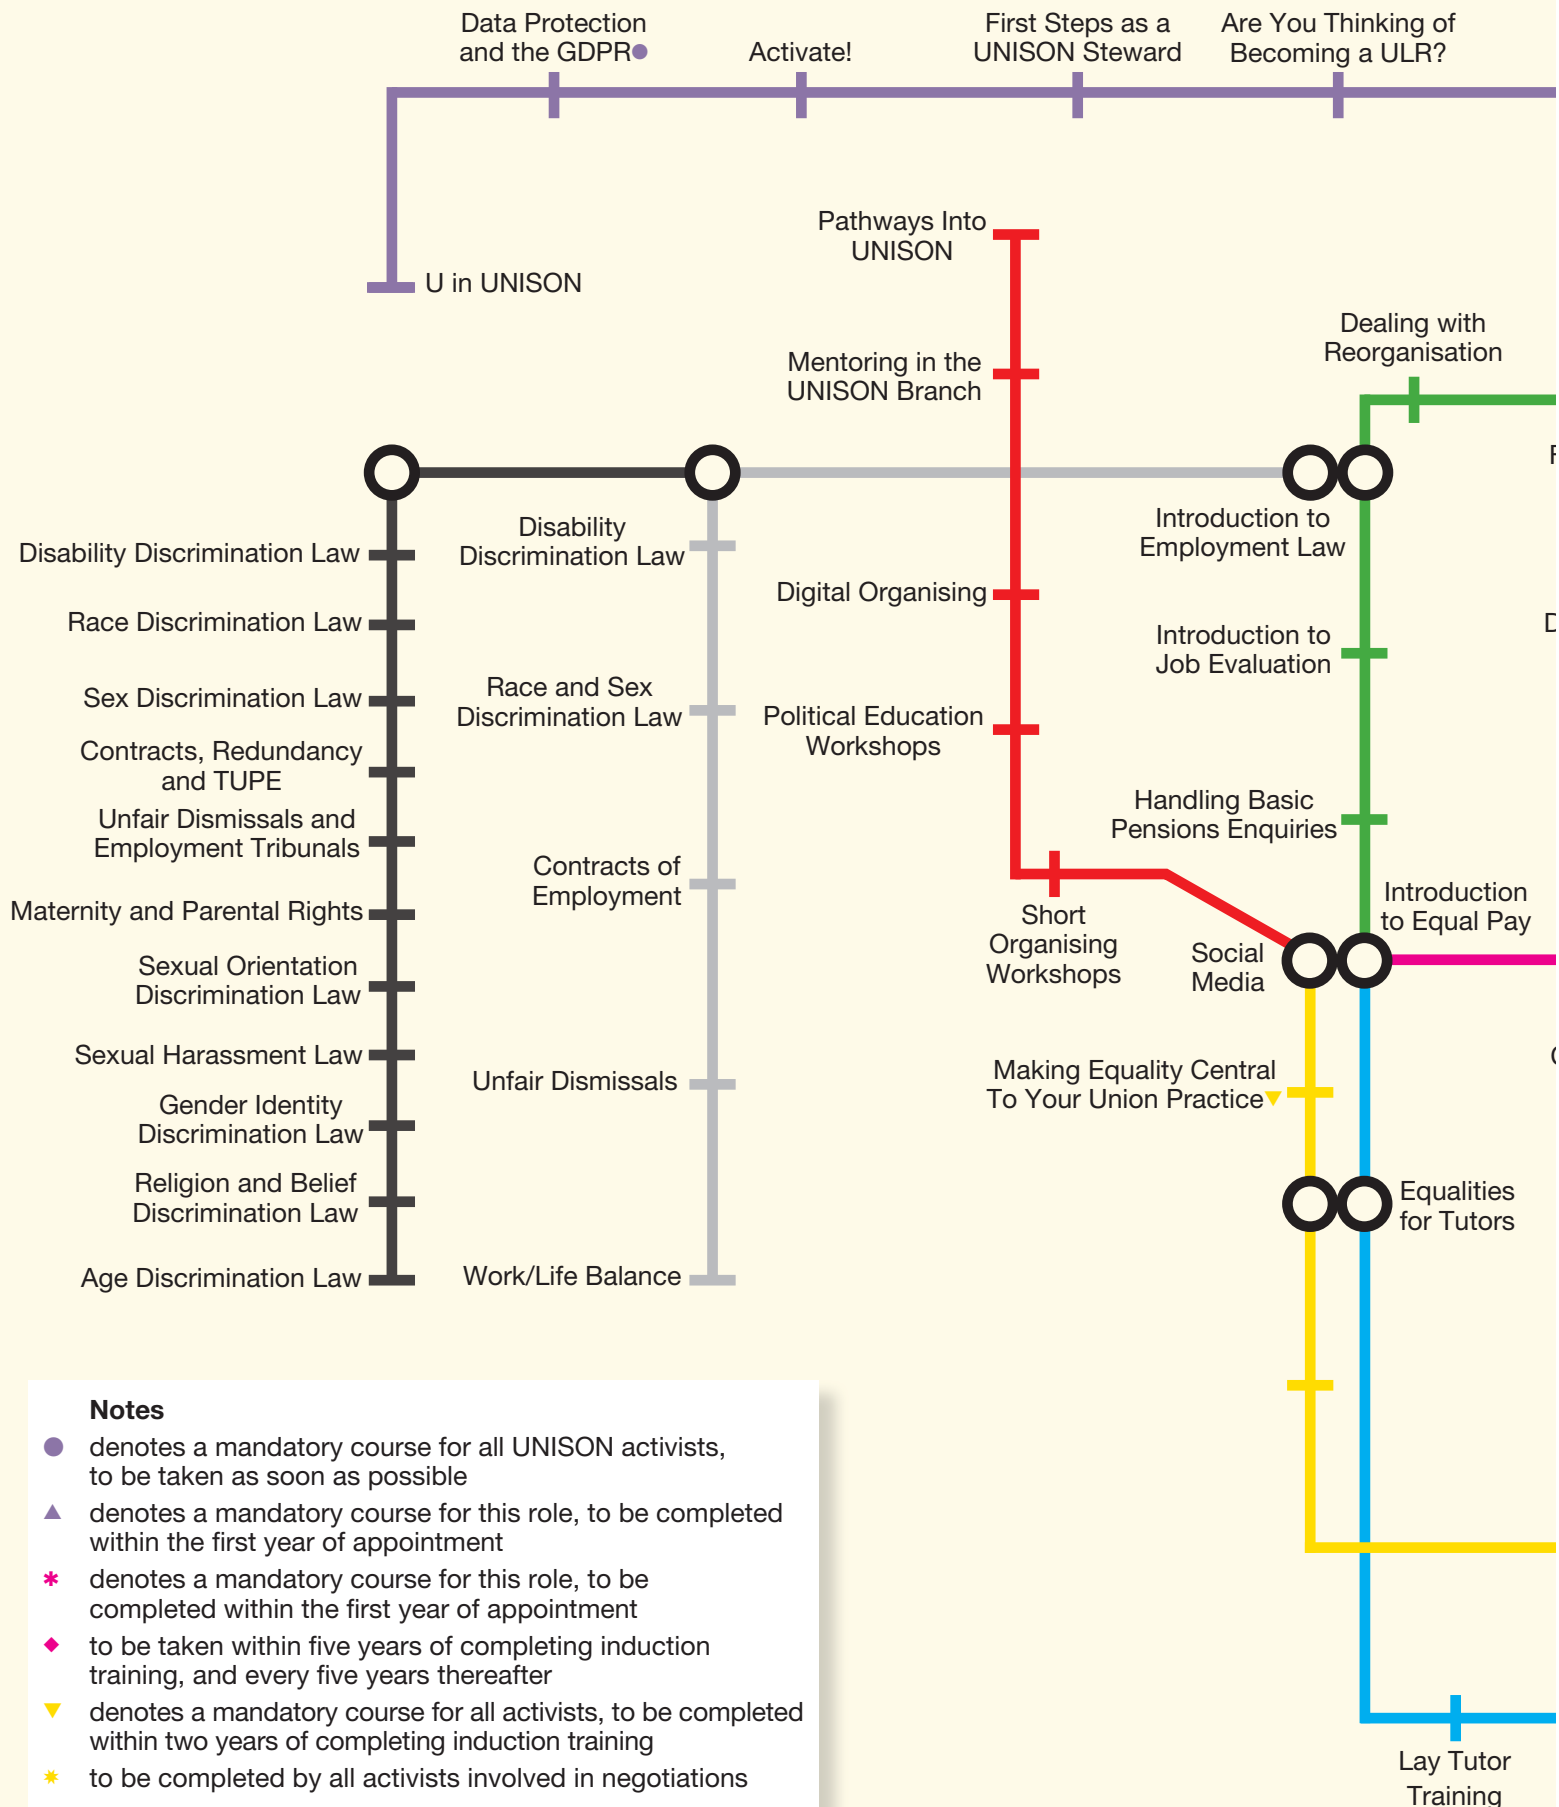 Data Protection
and the GDPR
Activate!
First Steps as a
UNISON Steward
Are You Thinking of
Becoming a ULR?
U in UNISON
Pathways Into
UNISON
Mentoring in the
UNISON Branch
Dealing with
Reorganisation
Disability Discrimination Law
Race Discrimination Law
Sex Discrimination Law
Contracts, Redundancy
and TUPE
Unfair Dismissals and
Employment Tribunals
Maternity and Parental Rights
Sexual Orientation
Discrimination Law
Sexual Harassment Law
Gender Identity
Discrimination Law
Religion and Belief
Discrimination Law
Age Discrimination Law
Disability
Discrimination Law
Race and Sex
Discrimination Law
Contracts of
Employment
Unfair Dismissals
Work/Life Balance
Digital Organising
Political Education
Workshops
Short
Organising
Workshops
Introduction to
Employment Law
Introduction to
Job Evaluation
Handling Basic
Pensions Enquiries
Introduction
to Equal Pay
Social
Media
Making Equality Central
To Your Union Practice
Equalities
for Tutors
Lay Tutor
Training
Notes
denotes a mandatory course for all UNISON activists,
to be taken as soon as possible
denotes a mandatory course for this role, to be completed
within the first year of appointment
denotes a mandatory course for this role, to be
completed within the first year of appointment
to be taken within five years of completing induction
training, and every five years thereafter
denotes a mandatory course for all activists, to be completed
within two years of completing induction training
to be completed by all activists involved in negotiations